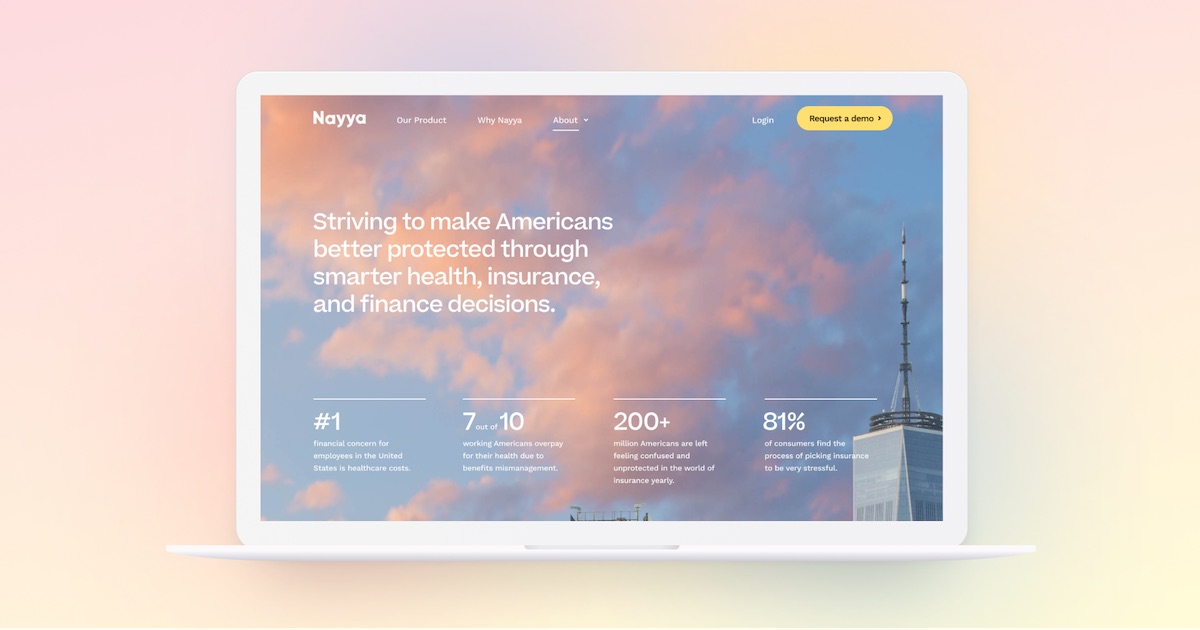 Nayya
Our Product
Why Nayya
About
Login
Request a demo
Striving to make Americans
better protected through
smarter health, insurance,
and finance decisions.
#1
financial concern for
employees in the United
States is healthcare costs.
7 out of 10
working Americans overpay
for their health due to
benefits mismanagement.
200+
million Americans are left
feeling confused and
unprotected in the world of
insurance yearly.
81%
of consumers find the
process of picking insurance
to be very stressful.